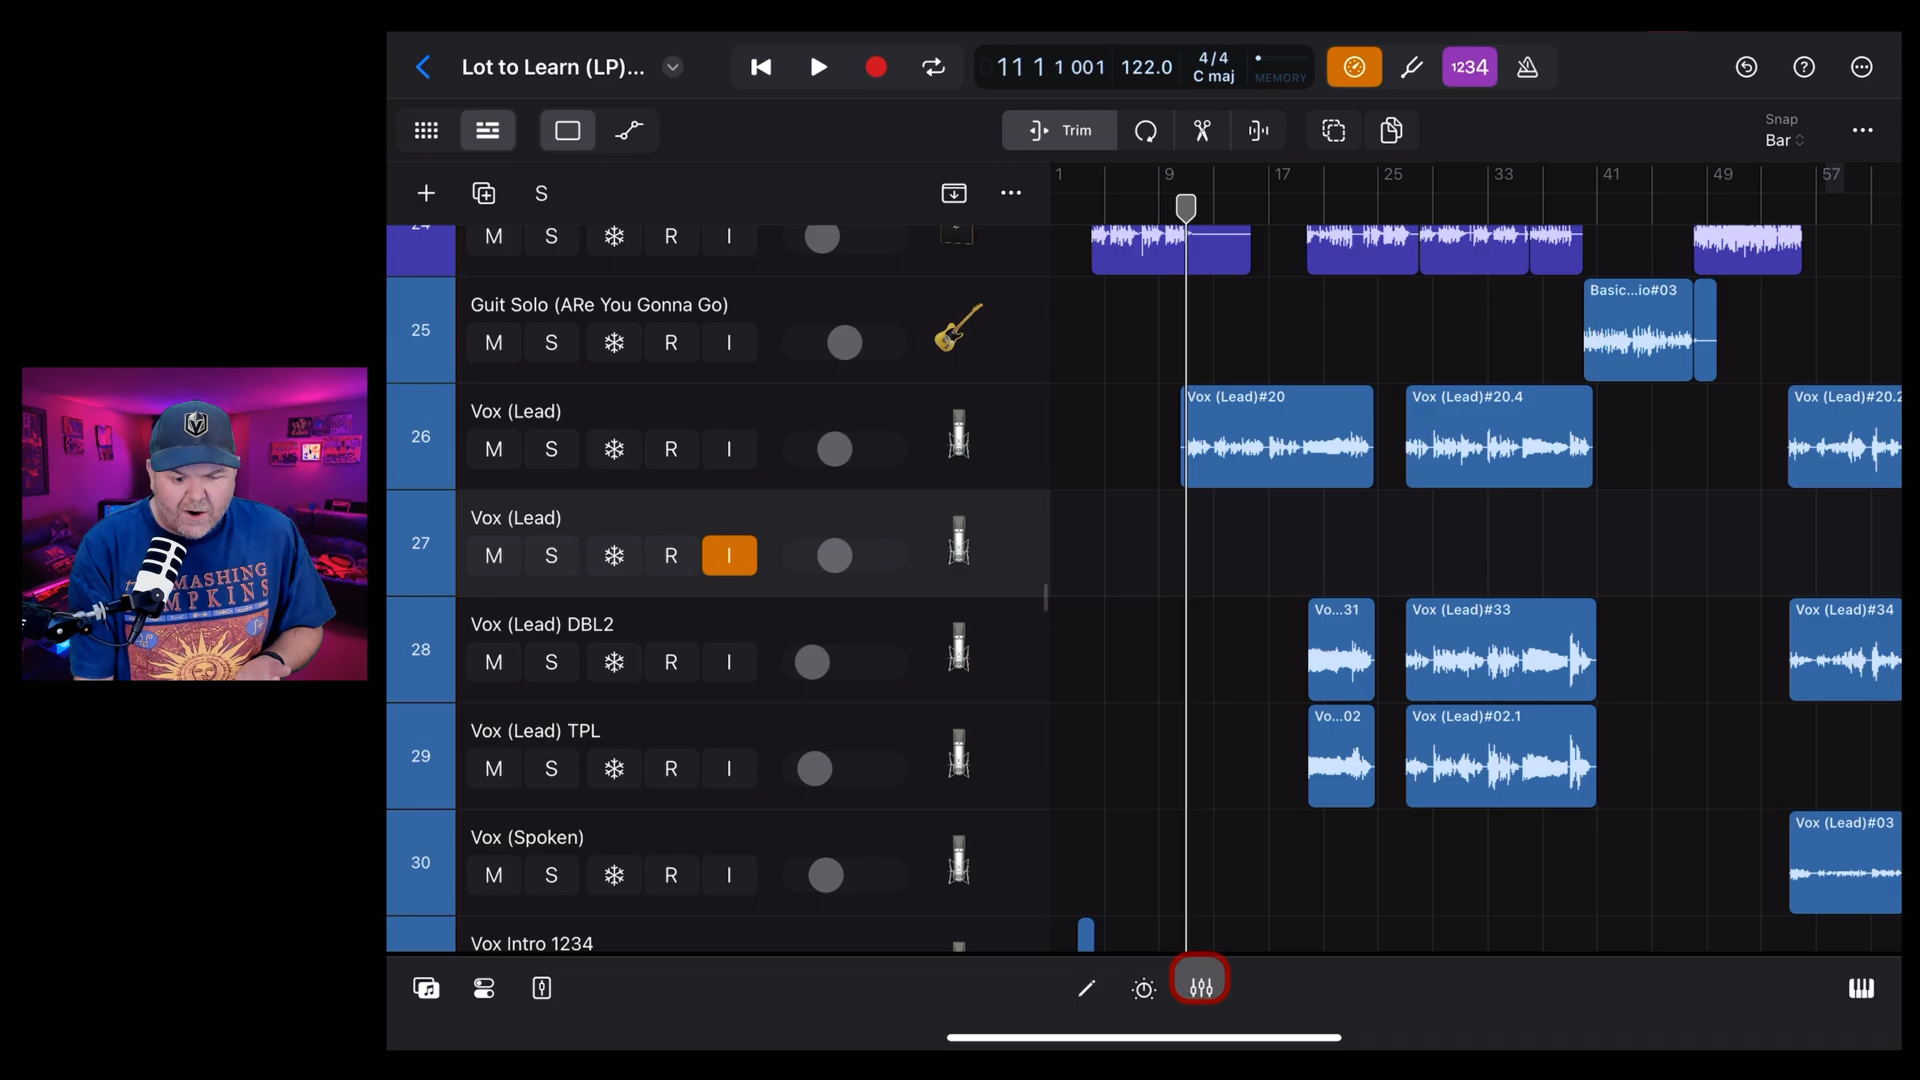 Lot to Learn (LP)...
11 1 1 001
122.0
4/4
C maj
MEMORY
1234
Trim
Snap
Bar
S
1 9 17 25 33 41 49 57
M S R I
25
Guit Solo (ARe You Gonna Go)
M S R I
Basic...io#03
26
Vox (Lead)
M S R I
Vox (Lead)#20
Vox (Lead)#20.4
Vox (Lead)#20.2
27
Vox (Lead)
M S R I
28
Vox (Lead) DBL2
M S R I
Vo...31
Vox (Lead)#33
Vox (Lead)#34
29
Vox (Lead) TPL
M S R I
Vo...02
Vox (Lead)#02.1
30
Vox (Spoken)
M S R I
Vox (Lead)#03
Vox Intro 1234
SMASHING
PUMPKINS